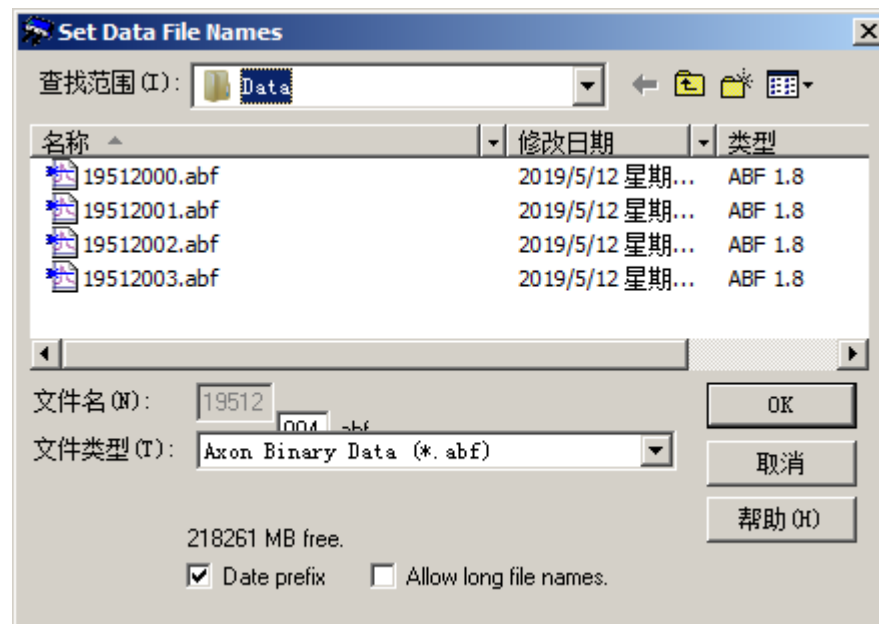 Set Data File Names
查找范围(I): Data
名称 修改日期 类型
19512000.abf 2019/5/12 星期... ABF 1.8
19512001.abf 2019/5/12 星期... ABF 1.8
19512002.abf 2019/5/12 星期... ABF 1.8
19512003.abf 2019/5/12 星期... ABF 1.8
文件名(N): 19512 004 .abf OK
文件类型(T): Axon Binary Data (*.abf) 取消
帮助(H)
218261 MB free.
Date prefix Allow long file names.